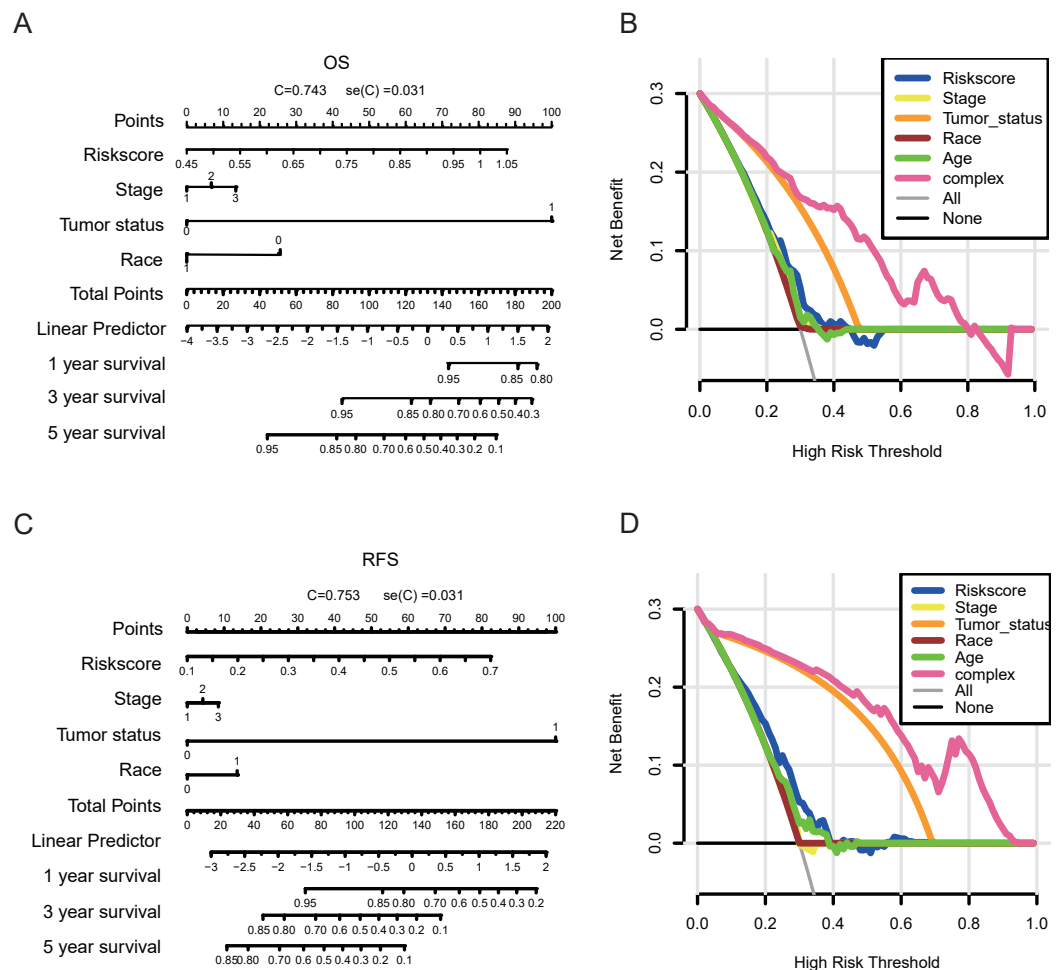 A
OS
C=0.743 se(C) =0.031
Points
0 10 20 30 40 50 60 70 80 90 100
Riskscore
0.45 0.55 0.65 0.75 0.85 0.95 1 1.05
Stage
2
1 3
Tumor status
1
0
Race
0
1
Total Points
0 20 40 60 80 100 120 140 160 180 200
Linear Predictor
−4 −3.5 −3 −2.5 −2 −1.5 −1 −0.5 0 0.5 1 1.5 2
1 year survival
0.95 0.85 0.80
3 year survival
0.95 0.85 0.80 0.70 0.6 0.5 0.4 0.3
5 year survival
0.95 0.85 0.80 0.70 0.6 0.5 0.4 0.3 0.2 0.1
B
Riskscore
Stage
Tumor_status
Race
Age
complex
All
None
Net Benefit
0.3
0.2
0.1
0.0
0.0 0.2 0.4 0.6 0.8 1.0
High Risk Threshold
C
RFS
C=0.753 se(C) =0.031
Points
0 10 20 30 40 50 60 70 80 90 100
Riskscore
0.1 0.2 0.3 0.4 0.5 0.6 0.7
Stage
2
1 3
Tumor status
1
0
Race
1
0
Total Points
0 20 40 60 80 100 120 140 160 180 200 220
Linear Predictor
−3 −2.5 −2 −1.5 −1 −0.5 0 0.5 1 1.5 2
1 year survival
0.95 0.85 0.80 0.70 0.6 0.5 0.4 0.3 0.2
3 year survival
0.85 0.80 0.70 0.6 0.5 0.4 0.3 0.2 0.1
5 year survival
0.85 0.80 0.70 0.6 0.5 0.4 0.3 0.2 0.1
D
Riskscore
Stage
Tumor_status
Race
Age
complex
All
None
Net Benefit
0.3
0.2
0.1
0.0
0.0 0.2 0.4 0.6 0.8 1.0
High Risk Threshold